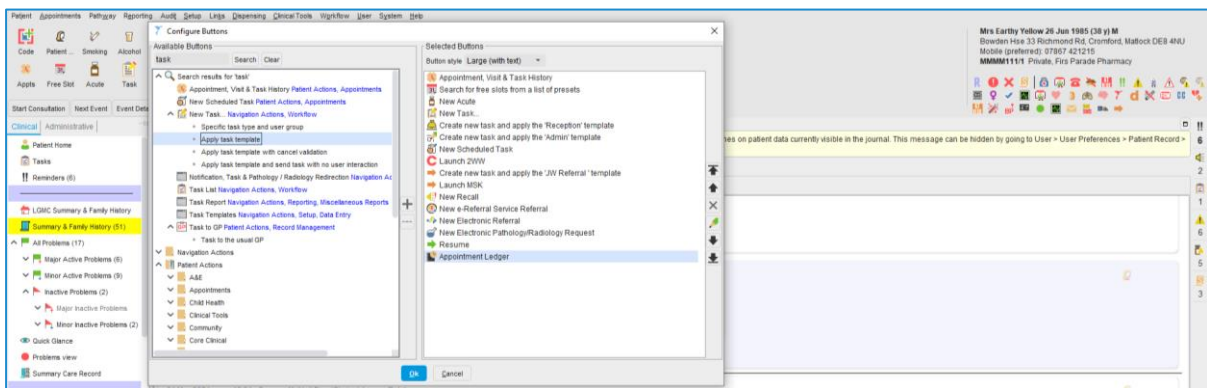 Patient Appointments Pathway Reporting Audit Setup Links Dispensing Clinical Tools Workflow User System Help
Code Patient ... Smoking Alcohol
Appts Free Slot Acute Task
Start Consultation Next Event Event Deta
Clinical Administrative
Patient Home
Tasks
Reminders (6)
LGMC Summary & Family History
Summary & Family History (51)
All Problems (17)
Major Active Problems (6)
Minor Active Problems (9)
Inactive Problems (2)
Major Inactive Problems
Minor Inactive Problems (2)
Quick Glance
Problems view
Summary Care Record
Configure Buttons
Available Buttons
task Search Clear
Search results for 'task'
Appointment, Visit & Task History Patient Actions, Appointments
New Scheduled Task Patient Actions, Appointments
New Task... Navigation Actions, Workflow
Specific task type and user group
Apply task template
Apply task template with cancel validation
Apply task template and send task with no user interaction
Notification, Task & Pathology / Radiology Redirection Navigation Ac
Task List Navigation Actions, Workflow
Task Report Navigation Actions, Reporting, Miscellaneous Reports
Task Templates Navigation Actions, Setup, Data Entry
Task to GP Patient Actions, Record Management
Task to the usual GP
Navigation Actions
Patient Actions
A&E
Appointments
Child Health
Clinical Tools
Community
Core Clinical
Selected Buttons
Button style Large (with text)
Appointment, Visit & Task History
Search for free slots from a list of presets
New Acute
New Task...
Create new task and apply the 'Reception' template
Create new task and apply the 'Admin' template
New Scheduled Task
Launch 2WW
Create new task and apply the 'JW Referral ' template
Launch MSK
New Recall
New e-Referral Service Referral
New Electronic Referral
New Electronic Pathology/Radiology Request
Resume
Appointment Ledger
Ok Cancel
Mrs Earthy Yellow 26 Jun 1985 (38 y) M
Bowden Hse 33 Richmond Rd, Cromford, Matlock DE8 4NU
Mobile (preferred): 07867 421215
MMMM111/1 Private, Firs Parade Pharmacy
nes on patient data currently visible in the journal. This message can be hidden by going to User > User Preferences > Patient Record >
6
2
1
6
5
3